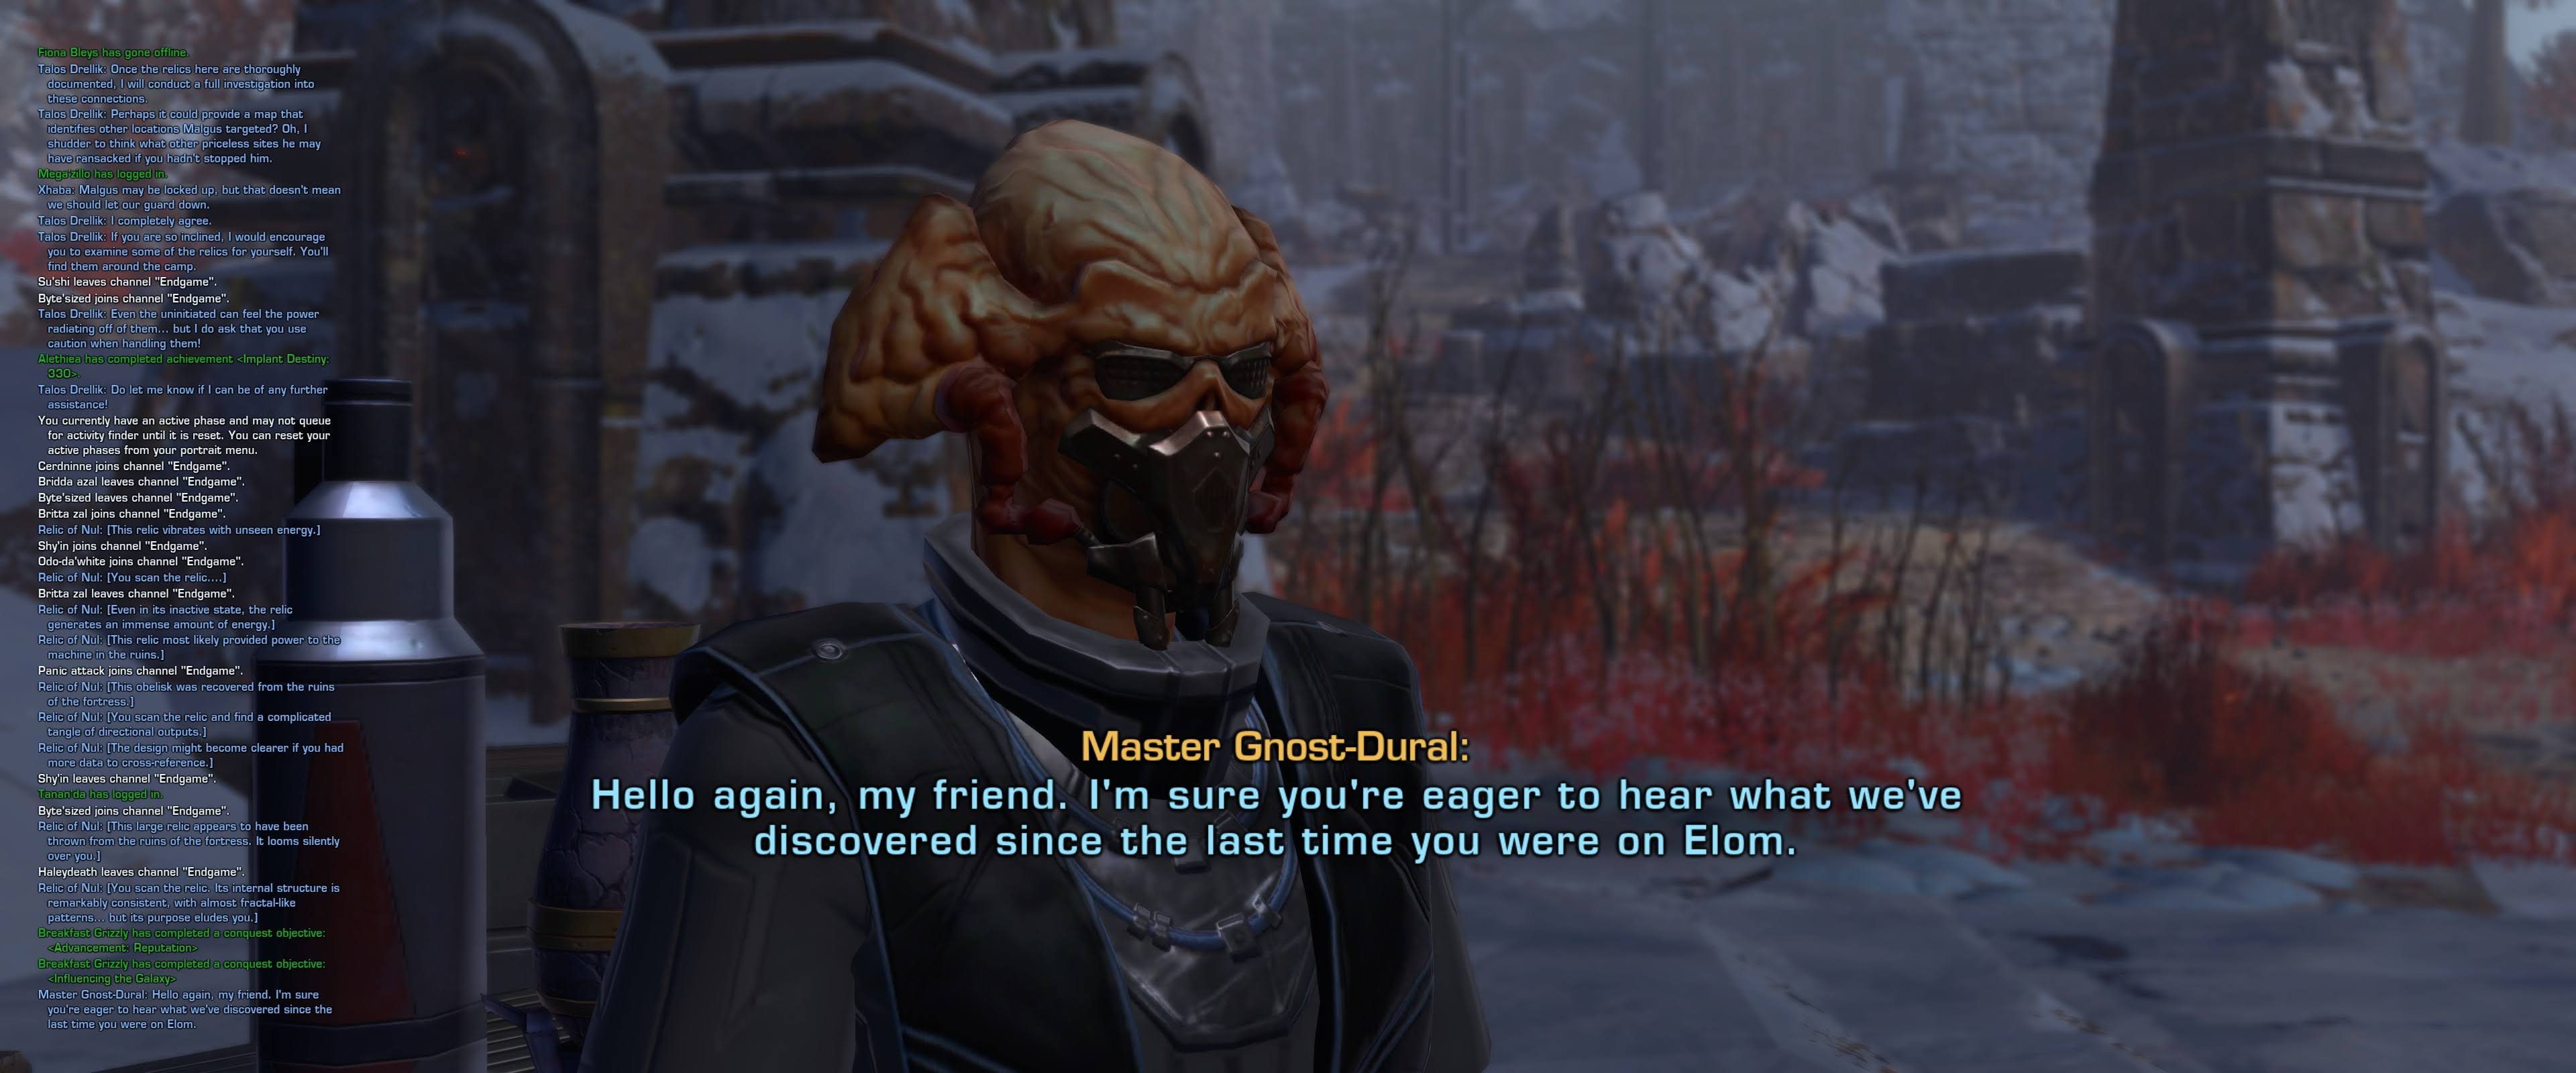 Fiona Bleys has gone offline.
Talos Drellik: Once the relics here are thoroughly
documented, I will conduct a full investigation into
these connections.
Talos Drellik: Perhaps it could provide a map that
identifies other locations Malgus targeted? Oh, I
shudder to think what other priceless sites he may
have ransacked if you hadn't stopped him.
Mega'zillo has logged in.
Xhaba: Malgus may be locked up, but that doesn't mean
we should let our guard down.
Talos Drellik: I completely agree.
Talos Drellik: If you are so inclined, I would encourage
you to examine some of the relics for yourself. You'll
find them around the camp.
Su'shi leaves channel "Endgame".
Byte'sized joins channel "Endgame".
Talos Drellik: Even the uninitiated can feel the power
radiating off of them... but I do ask that you use
caution when handling them!
Alethiea has completed achievement <Implant Destiny:
330>.
Talos Drellik: Do let me know if I can be of any further
assistance!
You currently have an active phase and may not queue
for activity finder until it is reset. You can reset your
active phases from your portrait menu.
Cerdninne joins channel "Endgame".
Bridda azal leaves channel "Endgame".
Byte'sized leaves channel "Endgame".
Britta zal joins channel "Endgame".
Relic of Nul: [This relic vibrates with unseen energy.]
Shy'in joins channel "Endgame".
Odo-da'white joins channel "Endgame".
Relic of Nul: [You scan the relic....]
Britta zal leaves channel "Endgame".
Relic of Nul: [Even in its inactive state, the relic
generates an immense amount of energy.]
Relic of Nul: [This relic most likely provided power to the
machine in the ruins.]
Panic attack joins channel "Endgame".
Relic of Nul: [This obelisk was recovered from the ruins
of the fortress.]
Relic of Nul: [You scan the relic and find a complicated
tangle of directional outputs.]
Relic of Nul: [The design might become clearer if you had
more data to cross-reference.]
Shy'in leaves channel "Endgame".
Tanan'da has logged in.
Byte'sized joins channel "Endgame".
Relic of Nul: [This large relic appears to have been
thrown from the ruins of the fortress. It looms silently
over you.]
Haleydeath leaves channel "Endgame".
Relic of Nul: [You scan the relic. Its internal structure is
remarkably consistent, with almost fractal-like
patterns... but its purpose eludes you.]
Breakfast Grizzly has completed a conquest objective:
<Advancement: Reputation>
Breakfast Grizzly has completed a conquest objective:
<Influencing the Galaxy>
Master Gnost-Dural: Hello again, my friend. I'm sure
you're eager to hear what we've discovered since the
last time you were on Elom.
Master Gnost-Dural:
Hello again, my friend. I'm sure you're eager to hear what we've
discovered since the last time you were on Elom.